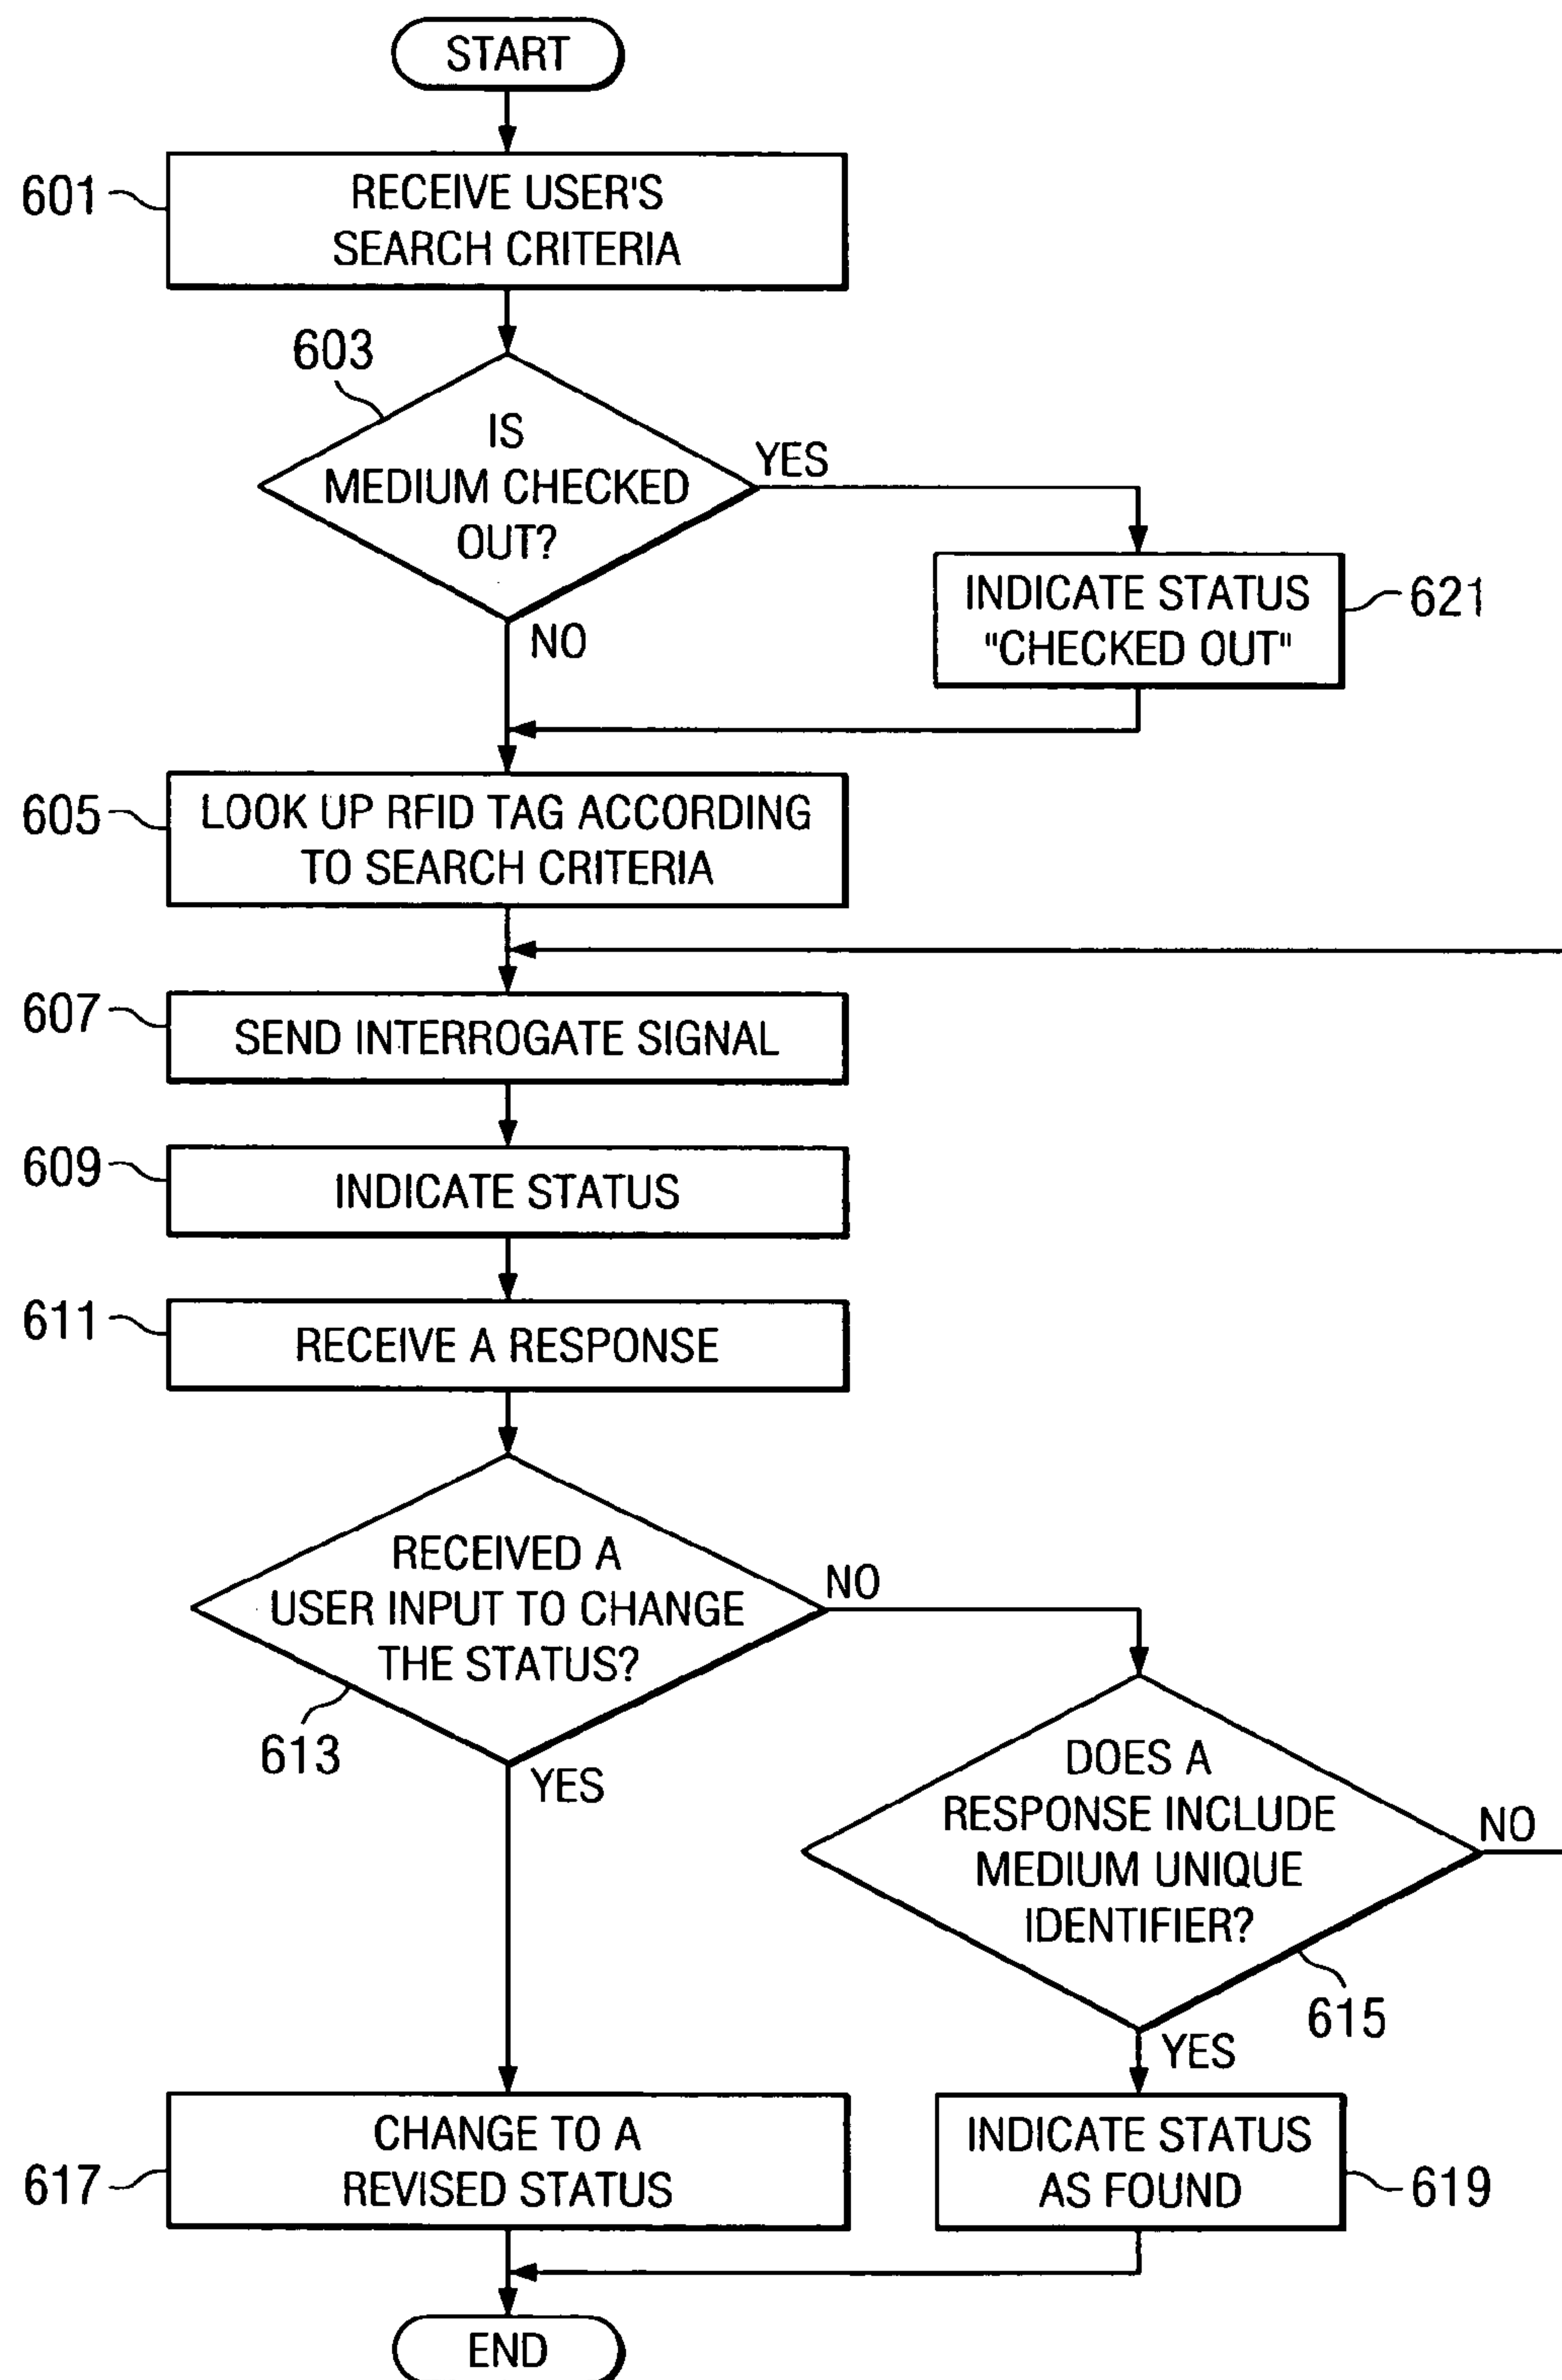 START
601
RECEIVE USER'S
SEARCH CRITERIA
603
IS
MEDIUM CHECKED
OUT?
YES
NO
INDICATE STATUS
"CHECKED OUT"
621
605
LOOK UP RFID TAG ACCORDING
TO SEARCH CRITERIA
607
SEND INTERROGATE SIGNAL
609
INDICATE STATUS
611
RECEIVE A RESPONSE
RECEIVED A
USER INPUT TO CHANGE
THE STATUS?
613
NO
YES
DOES A
RESPONSE INCLUDE
MEDIUM UNIQUE
IDENTIFIER?
NO
615
YES
617
CHANGE TO A
REVISED STATUS
INDICATE STATUS
AS FOUND
619
END